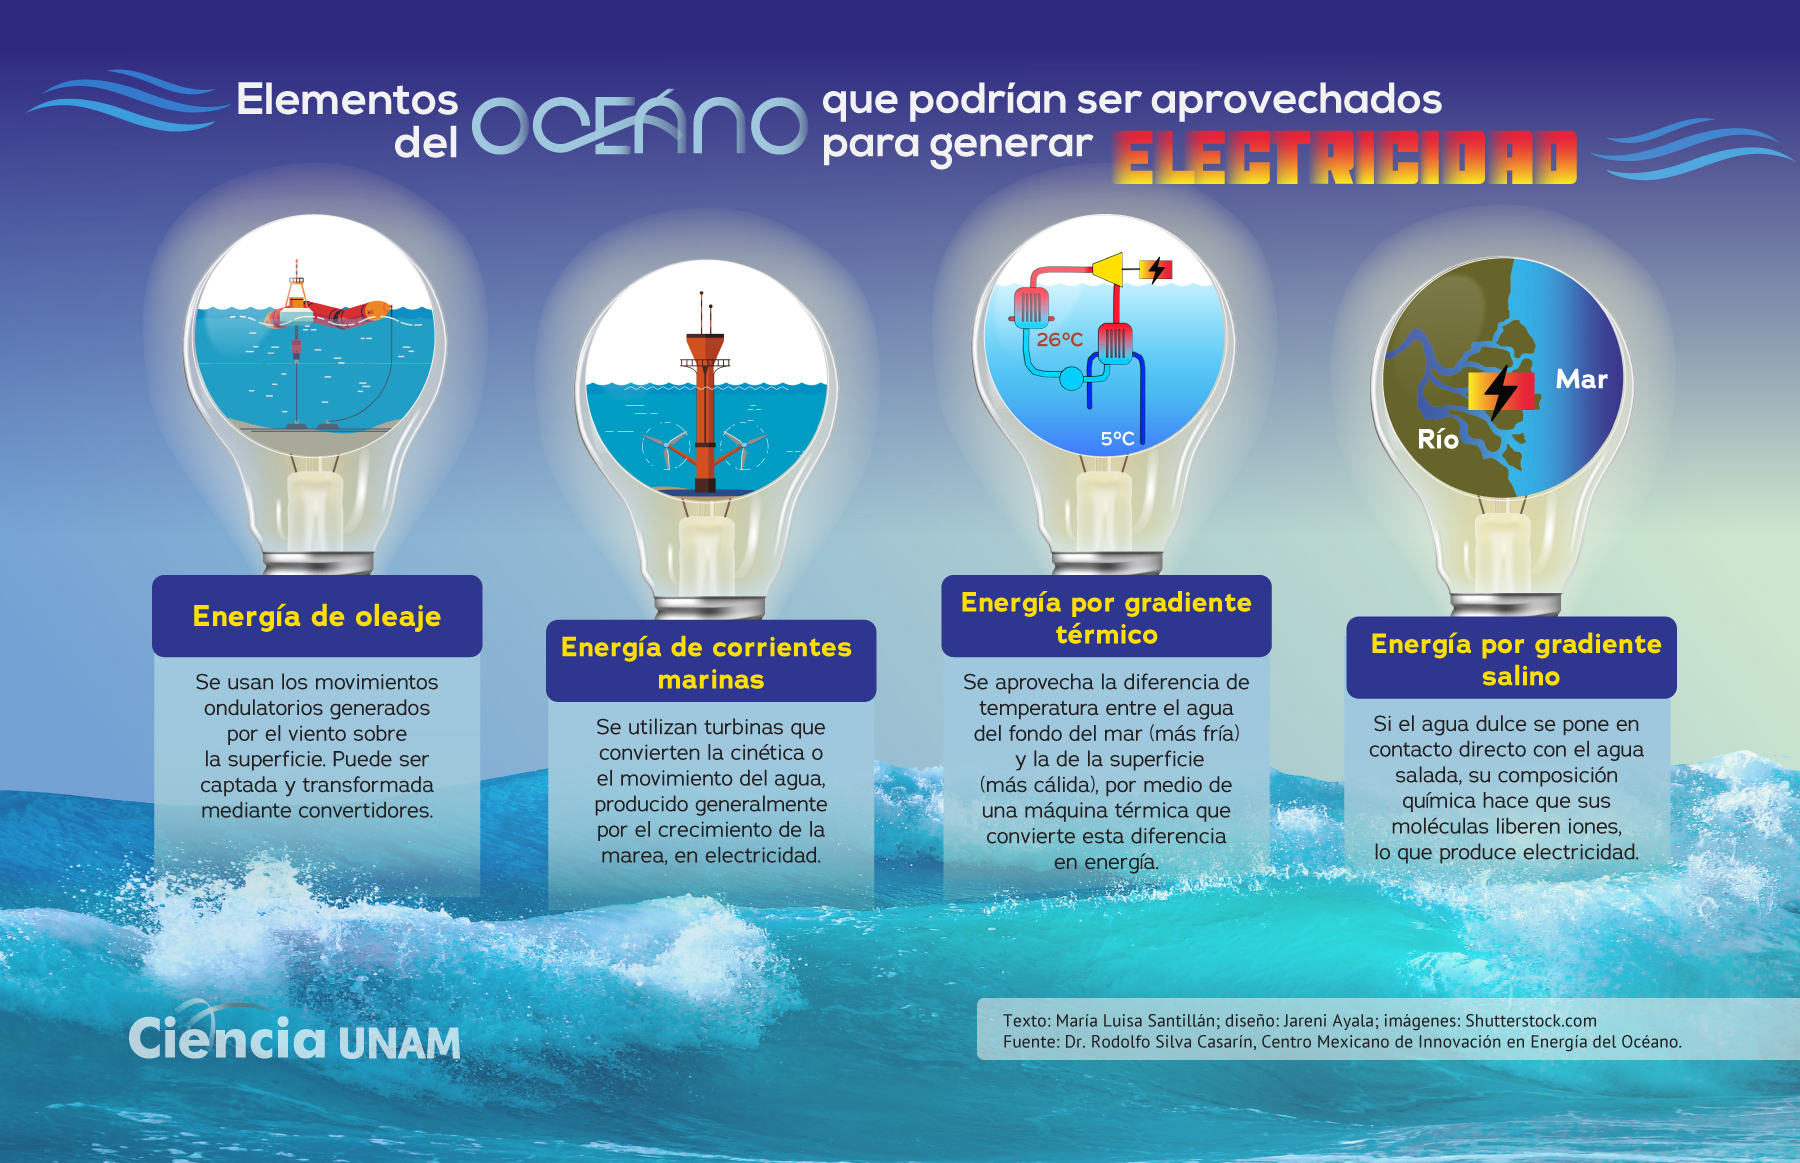 Elementos
del OCEÁNO
que podrían ser aprovechados
para generar ELECTRICIDAD
26°C
5°C
Mar
Río
Energía de oleaje
Se usan los movimientos
ondulatorios generados
por el viento sobre
la superficie. Puede ser
captada y transformada
mediante convertidores.
Energía de corrientes
marinas
Se utilizan turbinas que
convierten la cinética o
el movimiento del agua,
producido generalmente
por el crecimiento de la
marea, en electricidad.
Energía por gradiente
térmico
Se aprovecha la diferencia de
temperatura entre el agua
del fondo del mar (más fría)
y la de la superficie
(más cálida), por medio de
una máquina térmica que
convierte esta diferencia
en energía.
Energía por gradiente
salino
Si el agua dulce se pone en
contacto directo con el agua
salada, su composición
química hace que sus
moléculas liberen iones,
lo que produce electricidad.
Ciencia UNAM
Texto: María Luisa Santillán; diseño: Jareni Ayala; imágenes: Shutterstock.com
Fuente: Dr. Rodolfo Silva Casarín, Centro Mexicano de Innovación en Energía del Océano.